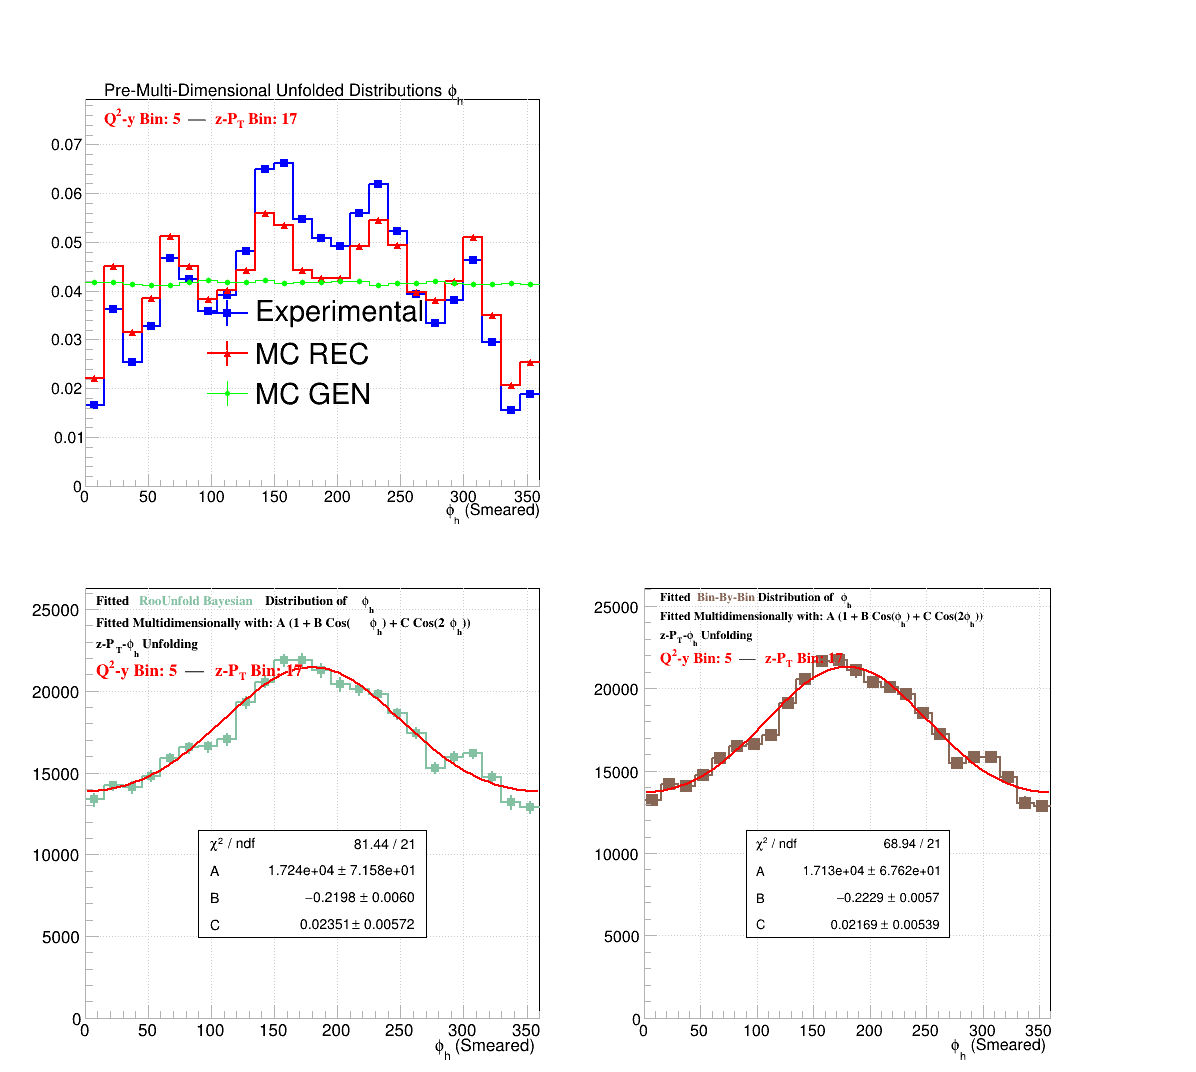 Pre-Multi-Dimensional Unfolded Distributions ϕh
Q²-y Bin: 5 — z-PT Bin: 17
0.07
0.06
0.05
0.04
0.03
0.02
0.01
0
Experimental
MC REC
MC GEN
0 50 100 150 200 250 300 350
ϕh (Smeared)
Fitted RooUnfold Bayesian Distribution of ϕh
Fitted Multidimensionally with: A (1 + B Cos( ϕh) + C Cos(2 ϕh))
z-PT-ϕh Unfolding
Q²-y Bin: 5 — z-PT Bin: 17
25000
20000
15000
10000
5000
0
χ² / ndf 81.44 / 21
A 1.724e+04 ± 7.158e+01
B −0.2198 ± 0.0060
C 0.02351 ± 0.00572
0 50 100 150 200 250 300 350
ϕh (Smeared)
Fitted Bin-By-Bin Distribution of ϕh
Fitted Multidimensionally with: A (1 + B Cos(ϕh) + C Cos(2ϕh))
z-PT-ϕh Unfolding
Q²-y Bin: 5 — z-PT Bin: 17
25000
20000
15000
10000
5000
0
χ² / ndf 68.94 / 21
A 1.713e+04 ± 6.762e+01
B −0.2229 ± 0.0057
C 0.02169 ± 0.00539
0 50 100 150 200 250 300 350
ϕh (Smeared)